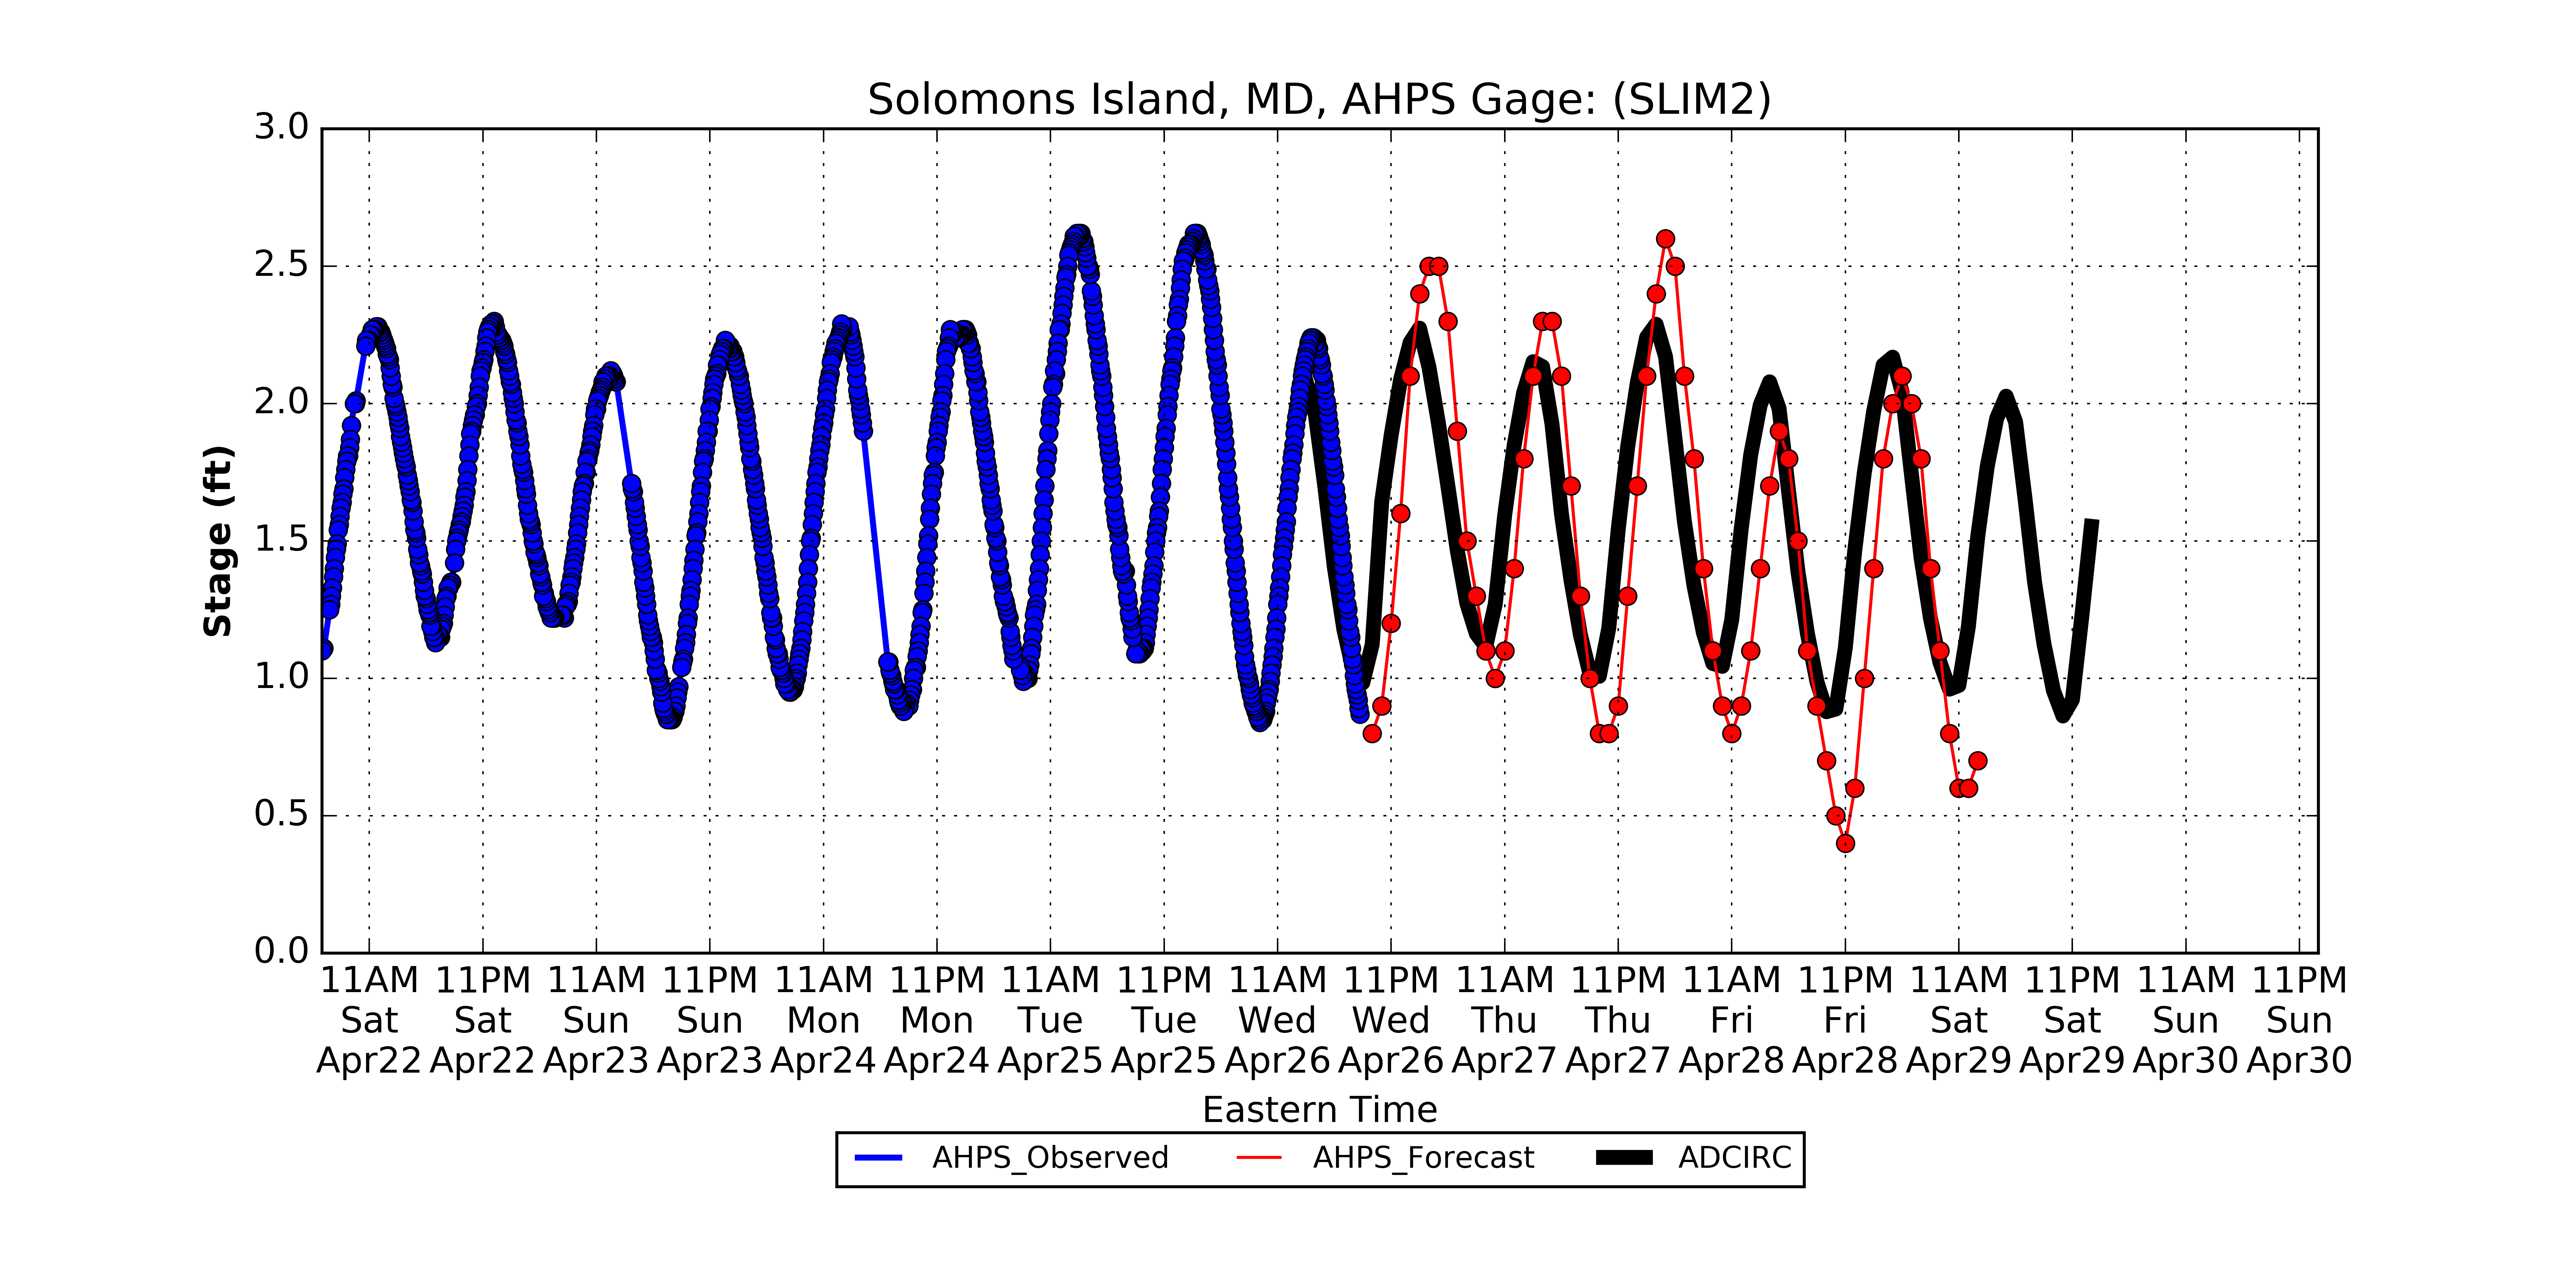 Solomons Island, MD, AHPS Gage: (SLIM2)
3.0
2.5
2.0
1.5
1.0
0.5
0.0
Stage (ft)
11AM 11PM 11AM 11PM 11AM 11PM 11AM 11PM 11AM 11PM 11AM 11PM 11AM 11PM 11AM 11PM 11AM 11PM
Sat Sat Sun Sun Mon Mon Tue Tue Wed Wed Thu Thu Fri Fri Sat Sat Sun Sun
Apr22 Apr22 Apr23 Apr23 Apr24 Apr24 Apr25 Apr25 Apr26 Apr26 Apr27 Apr27 Apr28 Apr28 Apr29 Apr29 Apr30 Apr30
Eastern Time
AHPS_Observed AHPS_Forecast ADCIRC